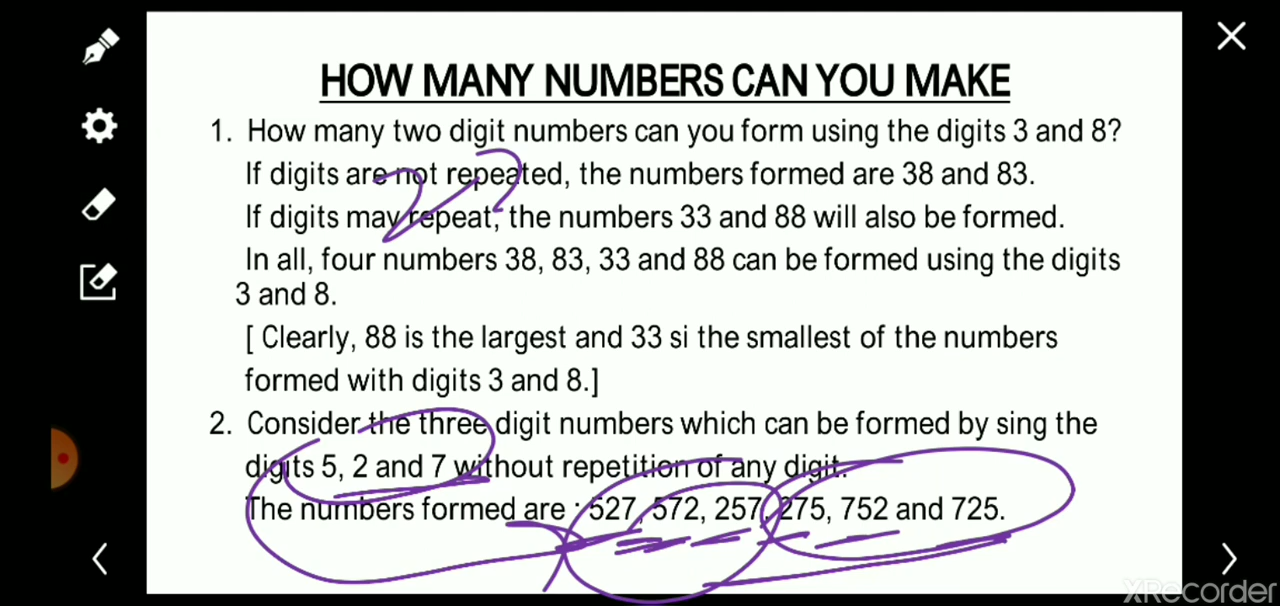 HOW MANY NUMBERS CAN YOU MAKE
1. How many two digit numbers can you form using the digits 3 and 8?
If digits are not repeated, the numbers formed are 38 and 83.
If digits may repeat, the numbers 33 and 88 will also be formed.
In all, four numbers 38, 83, 33 and 88 can be formed using the digits
3 and 8.
[ Clearly, 88 is the largest and 33 si the smallest of the numbers
formed with digits 3 and 8.]
2. Consider the three digit numbers which can be formed by sing the
digits 5, 2 and 7 without repetition of any digit.
The numbers formed are : 527, 572, 257, 275, 752 and 725.
XRecorder